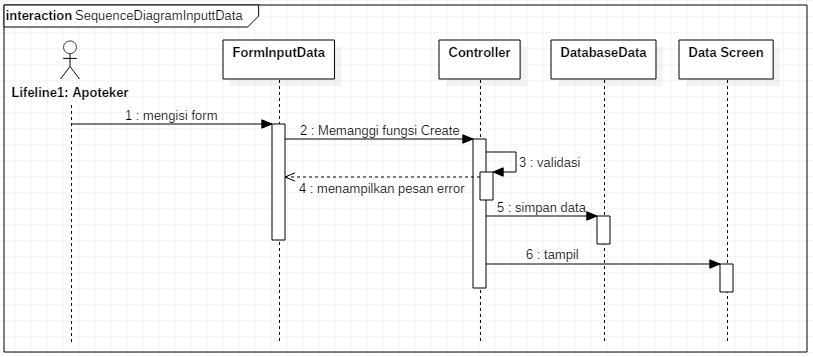 interaction SequenceDiagramInputtData
FormInputData
Controller
DatabaseData
Data Screen
Lifeline1: Apoteker
1 : mengisi form
2 : Memanggi fungsi Create
3 : validasi
4 : menampilkan pesan error
5 : simpan data
6 : tampil